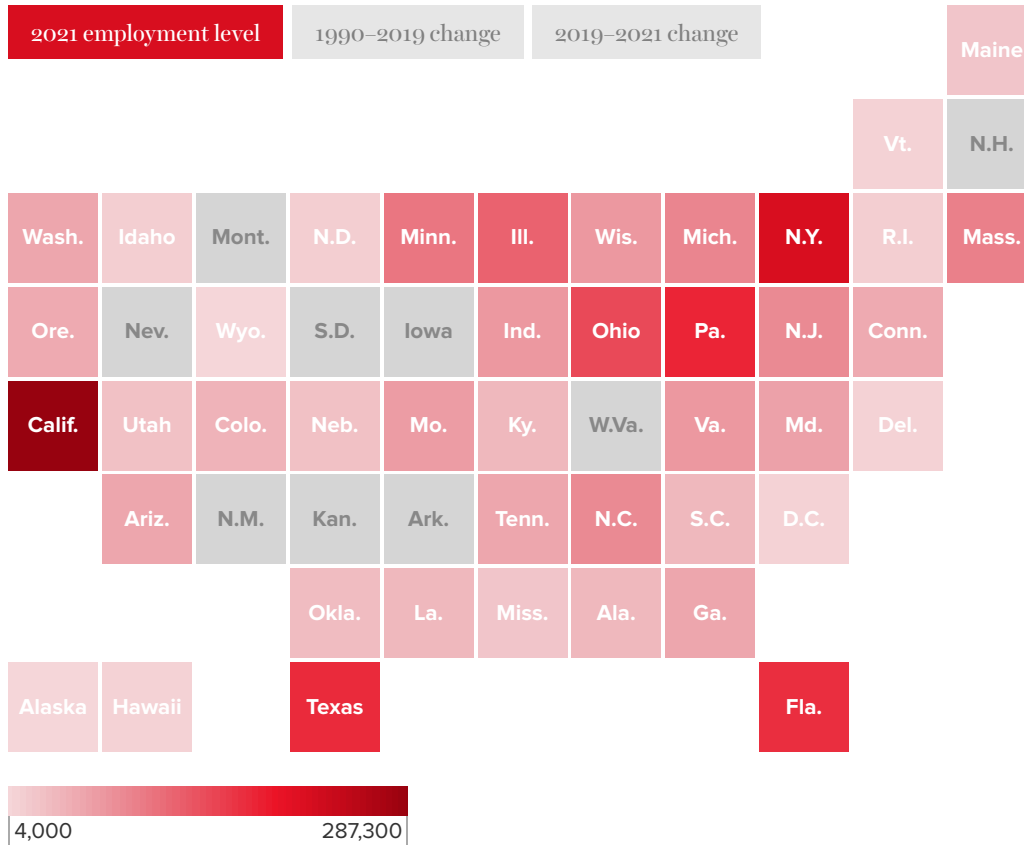 2021 employment level 1990–2019 change 2019–2021 change
Maine
Vt. N.H.
Wash. Idaho Mont. N.D. Minn. Ill. Wis. Mich. N.Y. R.I. Mass.
Ore. Nev. Wyo. S.D. Iowa Ind. Ohio Pa. N.J. Conn.
Calif. Utah Colo. Neb. Mo. Ky. W.Va. Va. Md. Del.
Ariz. N.M. Kan. Ark. Tenn. N.C. S.C. D.C.
Okla. La. Miss. Ala. Ga.
Alaska Hawaii Texas Fla.
4,000 287,300